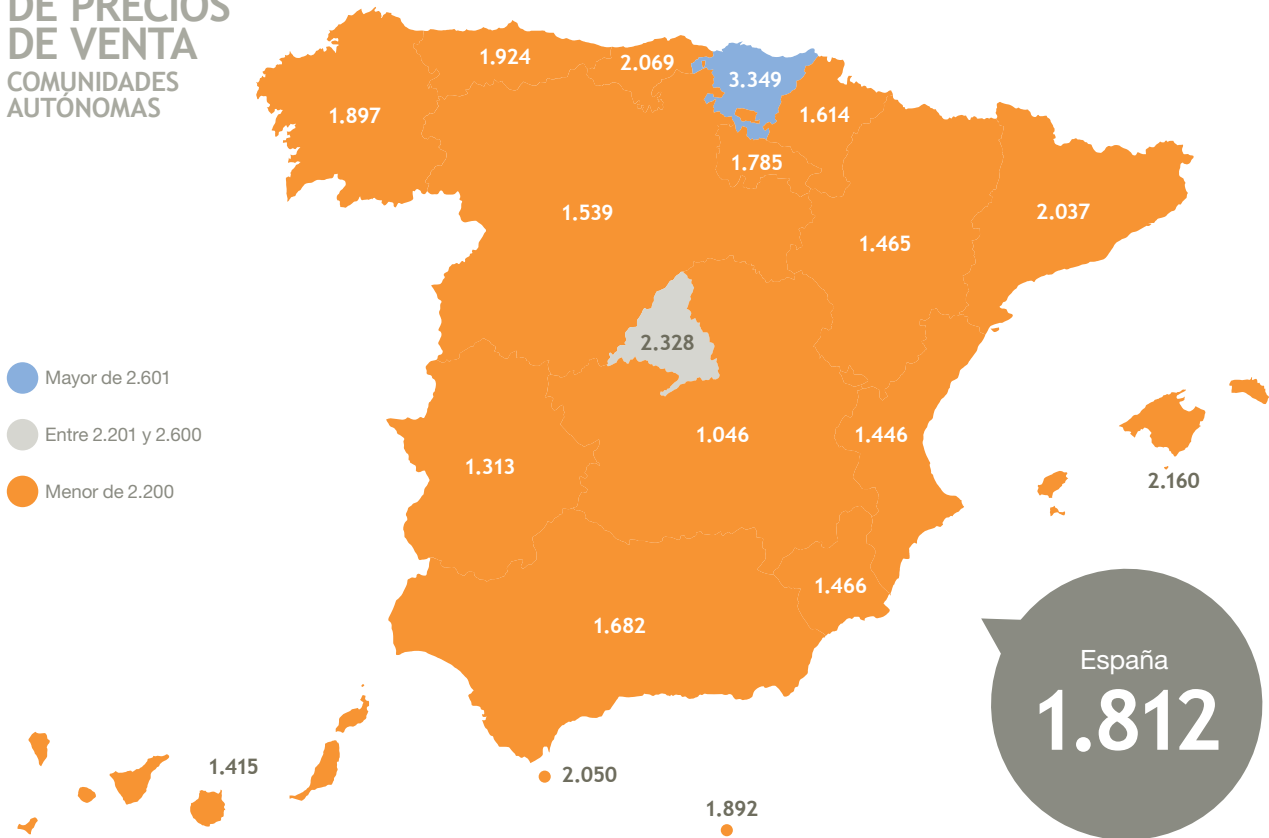 DE PRECIOS
DE VENTA
COMUNIDADES
AUTÓNOMAS
1.924
2.069
3.349
1.897
1.614
1.785
1.539
2.037
1.465
2.328
Mayor de 2.601
Entre 2.201 y 2.600
Menor de 2.200
1.046
1.446
1.313
2.160
1.466
1.682
España
1.812
1.415
2.050
1.892